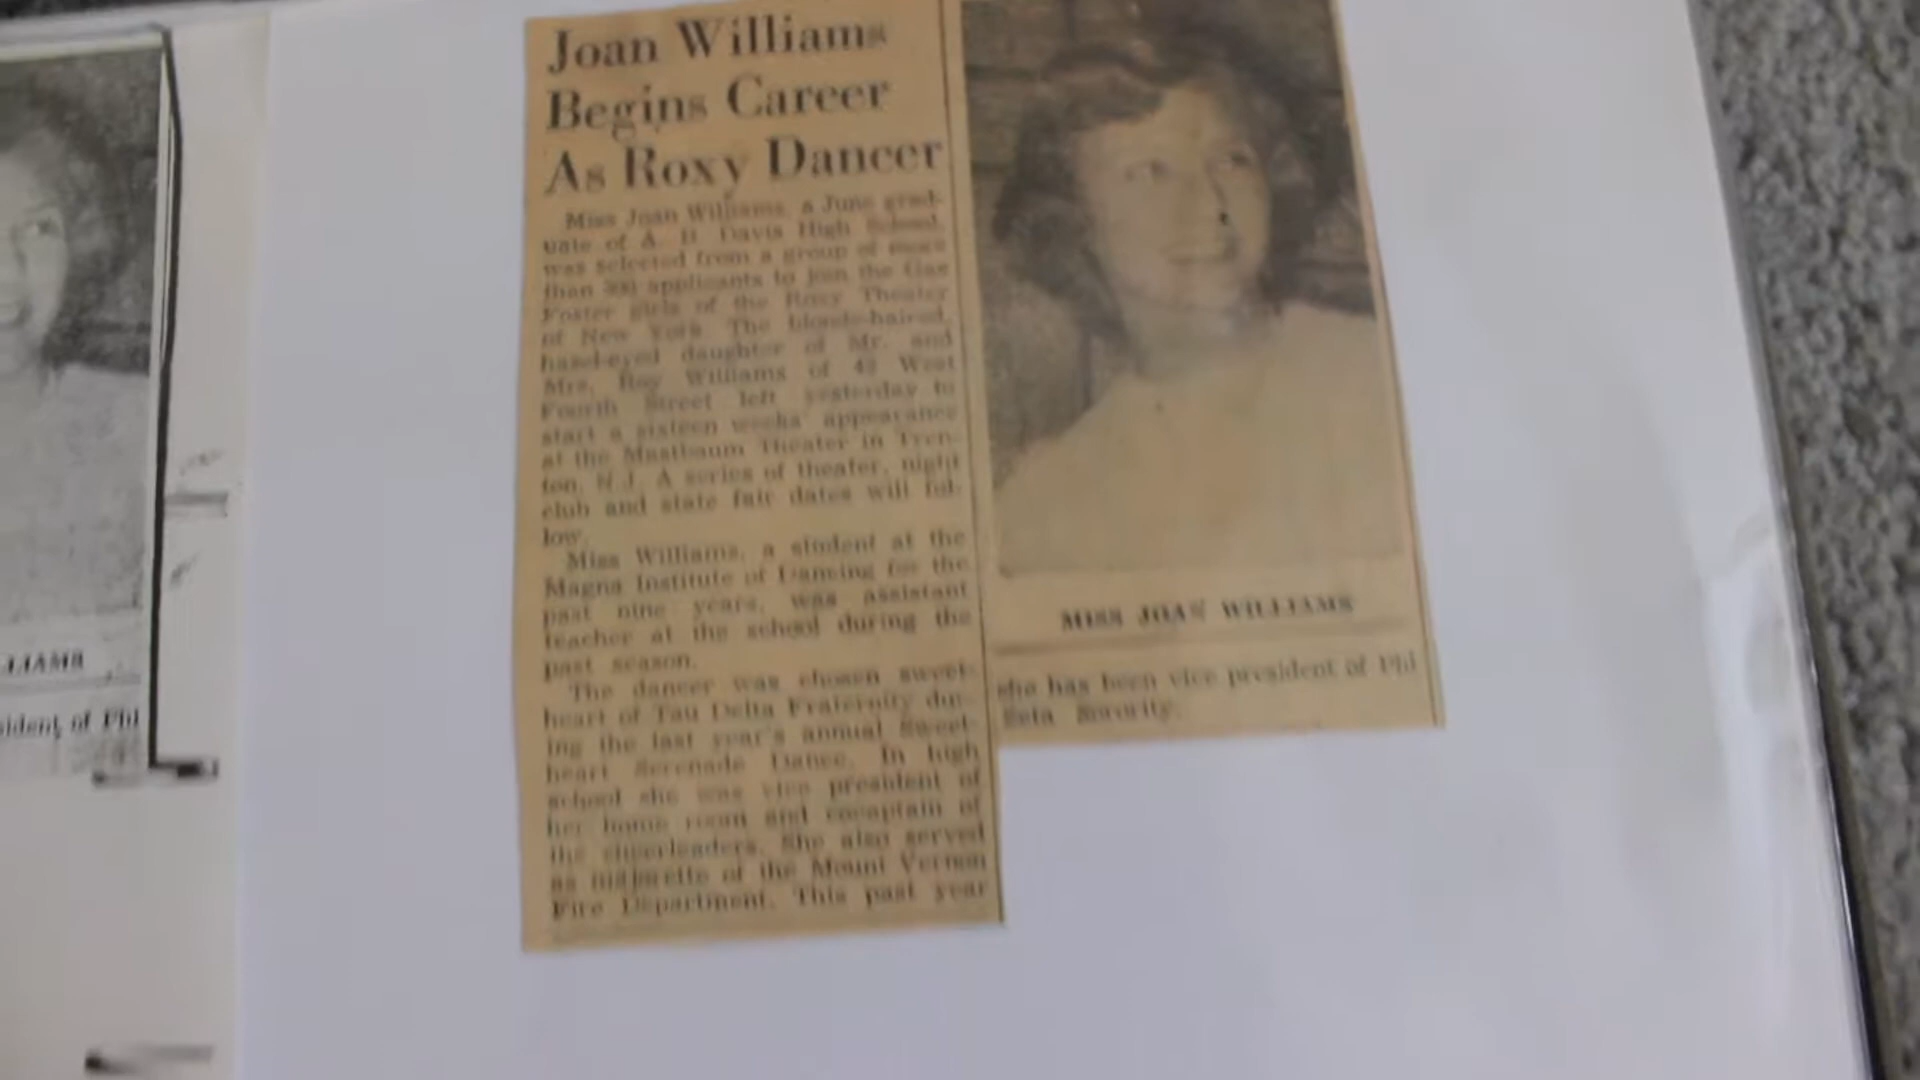 Joan Williams
Begins Career
As Roxy Dancer
Miss Joan Williams, a June grad-
uate of A. B. Davis High School,
was selected from a group of more
than 300 applicants to join the Gae
Foster girls of the Roxy Theater
of New York. The blonde-haired,
hazel-eyed daughter of Mr. and
Mrs. Roy Williams of 42 West
Fourth Street left yesterday to
start a sixteen weeks' appearance
at the Mastbaum Theater in Tren-
ton, N.J. A series of theater, night
club and state fair dates will fol-
low.
Miss Williams, a student at the
Magna Institute of Dancing for the
past nine years, was assistant
teacher at the school during the
past season.
The dancer was chosen sweet-
heart of Tau Delta Fraternity dur-
ing the last year's annual Sweet-
heart Serenade Dance. In high
school she was vice president of
her home room and cocaptain of
the cheerleaders. She also served
as majorette of the Mount Vernon
Fire Department. This past year
MISS JOAN WILLIAMS
she has been vice president of Phi
Zeta Sorority.
LLIAMS
sident of Phi